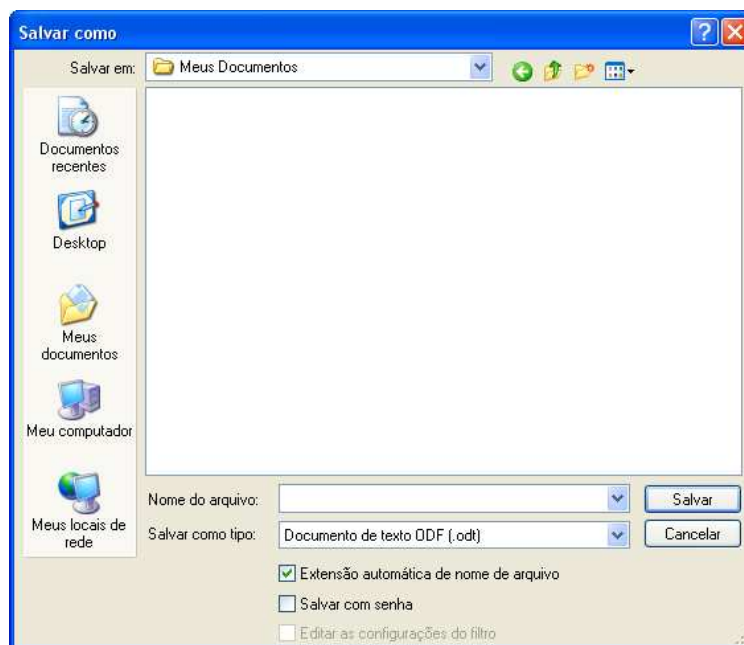 Salvar como
Salvar em: Meus Documentos
Documentos
recentes
Desktop
Meus
documentos
Meu computador
Meus locais de
rede
Nome do arquivo: Salvar
Salvar como tipo: Documento de texto ODF (.odt) Cancelar
Extensão automática de nome de arquivo
Salvar com senha
Editar as configurações do filtro